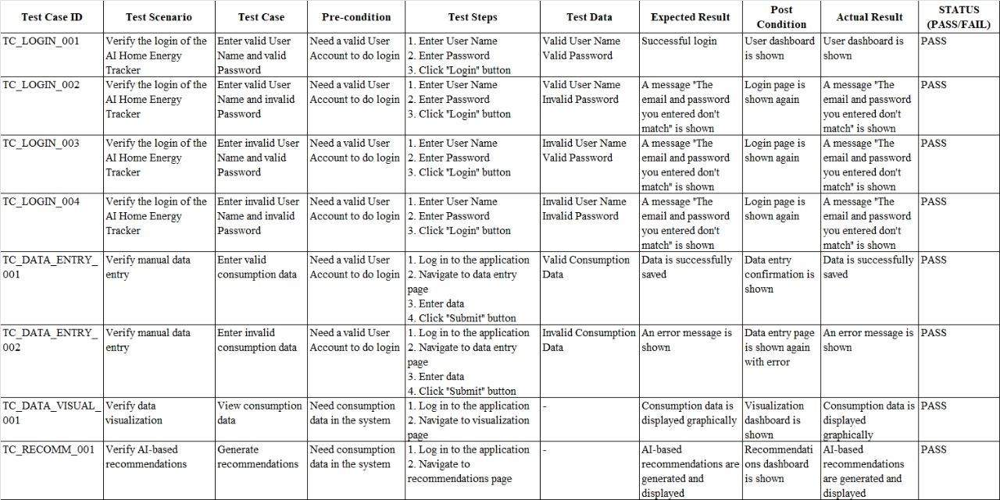 Test Case ID
Test Scenario
Test Case
Pre-condition
Test Steps
Test Data
Expected Result
Post
Condition
Actual Result
STATUS
(PASS/FAIL)
TC_LOGIN_001
Verify the login of the
AI Home Energy
Tracker
Enter valid User
Name and valid
Password
Need a valid User
Account to do login
1. Enter User Name
2. Enter Password
3. Click "Login" button
Valid User Name
Valid Password
Successful login
User dashboard
is shown
User dashboard is
shown
PASS
TC_LOGIN_002
Verify the login of the
AI Home Energy
Tracker
Enter valid User
Name and invalid
Password
Need a valid User
Account to do login
1. Enter User Name
2. Enter Password
3. Click "Login" button
Valid User Name
Invalid Password
A message "The
email and password
you entered don't
match" is shown
Login page is
shown again
A message "The
email and password
you entered don't
match" is shown
PASS
TC_LOGIN_003
Verify the login of the
AI Home Energy
Tracker
Enter invalid User
Name and valid
Password
Need a valid User
Account to do login
1. Enter User Name
2. Enter Password
3. Click "Login" button
Invalid User Name
Valid Password
A message "The
email and password
you entered don't
match" is shown
Login page is
shown again
A message "The
email and password
you entered don't
match" is shown
PASS
TC_LOGIN_004
Verify the login of the
AI Home Energy
Tracker
Enter invalid User
Name and invalid
Password
Need a valid User
Account to do login
1. Enter User Name
2. Enter Password
3. Click "Login" button
Invalid User Name
Invalid Password
A message "The
email and password
you entered don't
match" is shown
Login page is
shown again
A message "The
email and password
you entered don't
match" is shown
PASS
TC_DATA_ENTRY_
001
Verify manual data
entry
Enter valid
consumption data
Need a valid User
Account to do login
1. Log in to the application
2. Navigate to data entry
page
3. Enter data
4. Click "Submit" button
Valid Consumption
Data
Data is successfully
saved
Data entry
confirmation is
shown
Data is successfully
saved
PASS
TC_DATA_ENTRY_
002
Verify manual data
entry
Enter invalid
consumption data
Need a valid User
Account to do login
1. Log in to the application
2. Navigate to data entry
page
3. Enter data
4. Click "Submit" button
Invalid Consumption
Data
An error message is
shown
Data entry page
is shown again
with error
An error message is
shown
PASS
TC_DATA_VISUAL_
001
Verify data
visualization
View consumption
data
Need consumption
data in the system
1. Log in to the application
2. Navigate to visualization
page
-
Consumption data is
displayed graphically
Visualization
dashboard is
shown
Consumption data is
displayed
graphically
PASS
TC_RECOMM_001
Verify AI-based
recommendations
Generate
recommendations
Need consumption
data in the system
1. Log in to the application
2. Navigate to
recommendations page
-
AI-based
recommendations are
generated and
displayed
Recommendati
ons dashboard
is shown
AI-based
recommendations
are generated and
displayed
PASS